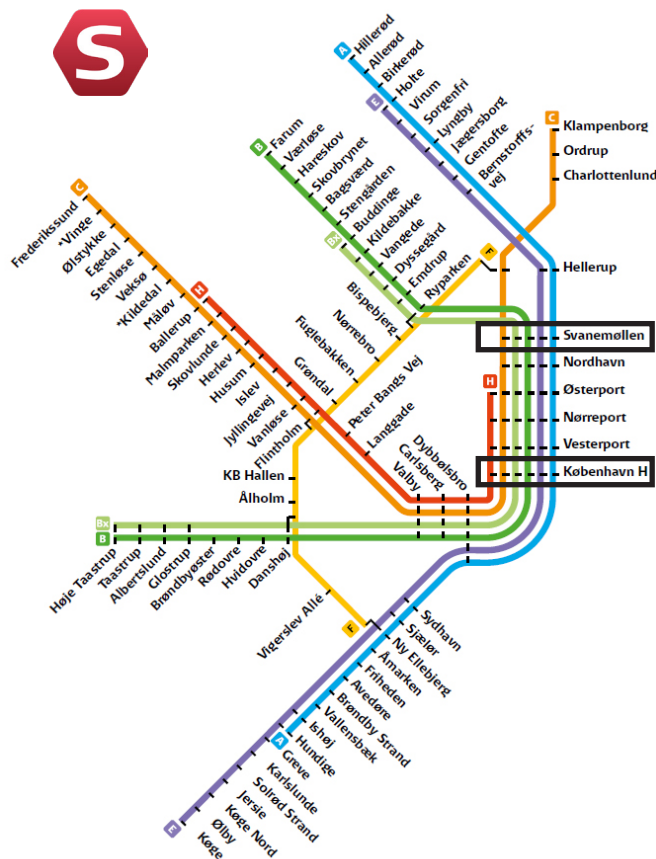 S
A
Hillerød
Allerød
Birkerød
Holte
Virum
Sorgenfri
Lyngby
Jægersborg
Gentofte
Bernstorffs-
vej
E
C
Klampenborg
Ordrup
Charlottenlund
Hellerup
Svanemøllen
Nordhavn
Østerport
Nørreport
Vesterport
København H
B
Farum
Værløse
Hareskov
Skovbrynet
Bagsværd
Stengården
Buddinge
Kildebakke
Vangede
Dyssegård
Emdrup
Ryparken
Bx
F
Bispebjerg
Nørrebro
Fuglebakken
Grøndal
Flintholm
KB Hallen
Ålholm
C
Frederikssund
*Vinge
Ølstykke
Egedal
Stenløse
Veksø
*Kildedal
Måløv
Ballerup
Malmparken
Skovlunde
Herlev
Husum
Islev
Jyllingevej
Vanløse
H
Peter Bangs Vej
Langgade
Valby
Carlsberg
Dybbølsbro
H
Bx
B
Høje Taastrup
Taastrup
Albertslund
Glostrup
Brøndbyøster
Rødovre
Hvidovre
Danshøj
Vigerslev Allé
F
Sydhavn
Sjælør
Ny Ellebjerg
Åmarken
Friheden
Avedøre
Brøndby Strand
Vallensbæk
Ishøj
Hundige
Greve
Karlslunde
Solrød Strand
Jersie
Køge Nord
Ølby
Køge
A
E